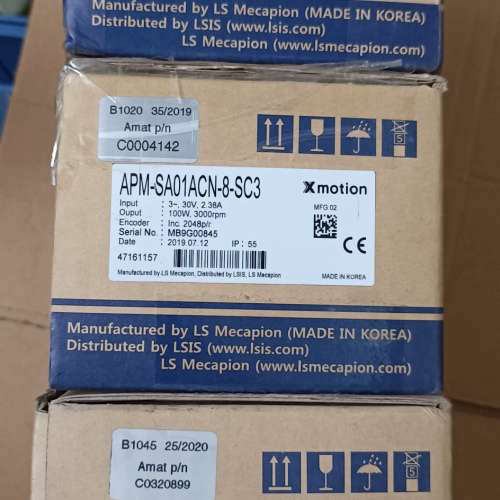 by LS Mecapion (MADE IN KOREA)
Distributed by LSIS (www.lsis.com)
LS Mecapion (www.lsmecapion.com)
B1020 35/2019
Amat p/n
C0004142
APM-SA01ACN-8-SC3
Xmotion
Input : 3~, 30V, 2.38A
Ouput : 100W, 3000rpm
Encoder : Inc. 2048p/r
Serial No. : MB9G00845
Date : 2019.07.12 IP : 55
MFG 02
47161157
CE
Manufactured by LS Mecapion, Distributed by LSIS, LS Mecapion
MADE IN KOREA
5
Manufactured by LS Mecapion (MADE IN KOREA)
Distributed by LSIS (www.lsis.com)
LS Mecapion (www.lsmecapion.com)
B1045 25/2020
Amat p/n
C0320899
5